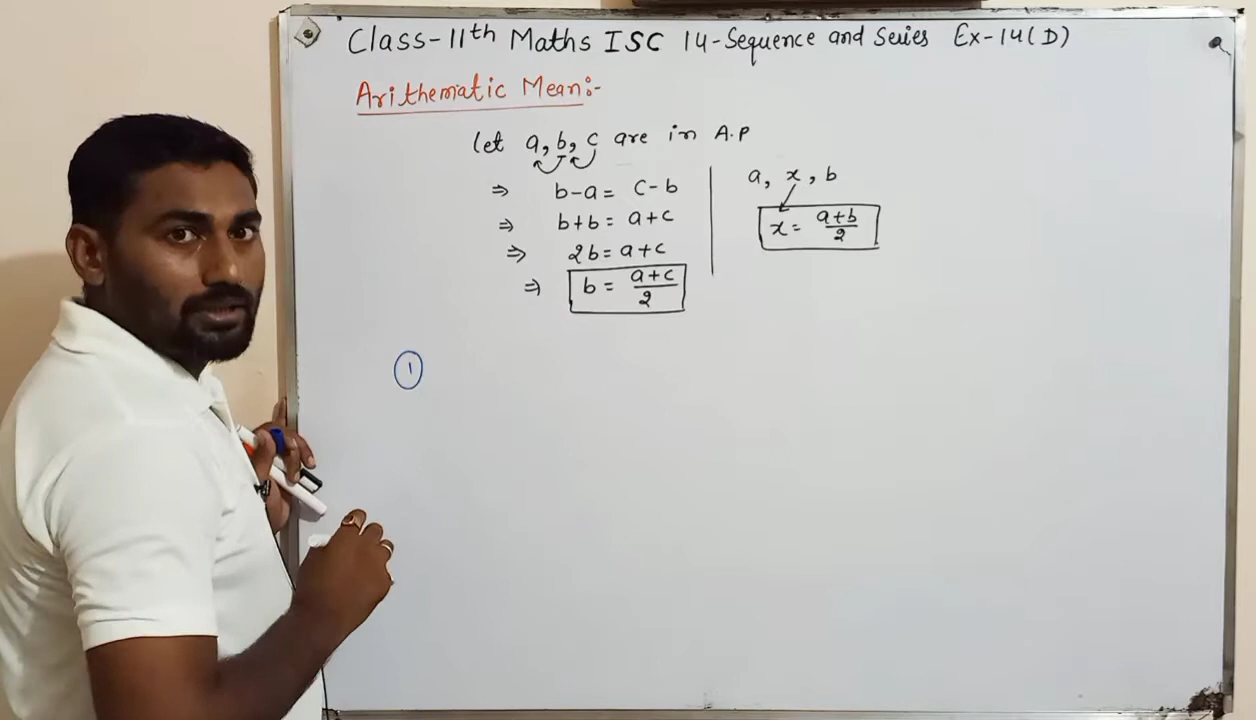 Class-11th Maths ISC 14-Sequence and Series Ex-14(D)
Arithematic Mean:-
let a, b, c are in A.P
⇒ b-a = c-b
⇒ b+b = a+c
⇒ 2b = a+c
⇒ b = a+c/2
a, x, b
x = a+b/2
1